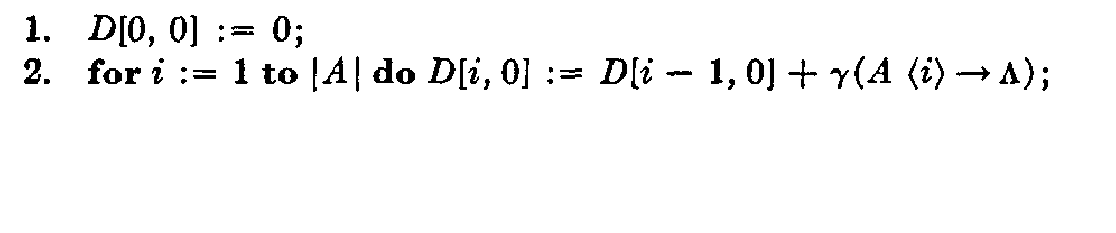 1. D[0, 0] := 0;
2. for i := 1 to |A| do D[i, 0] := D[i − 1, 0] + γ(A ⟨i⟩ → Λ);